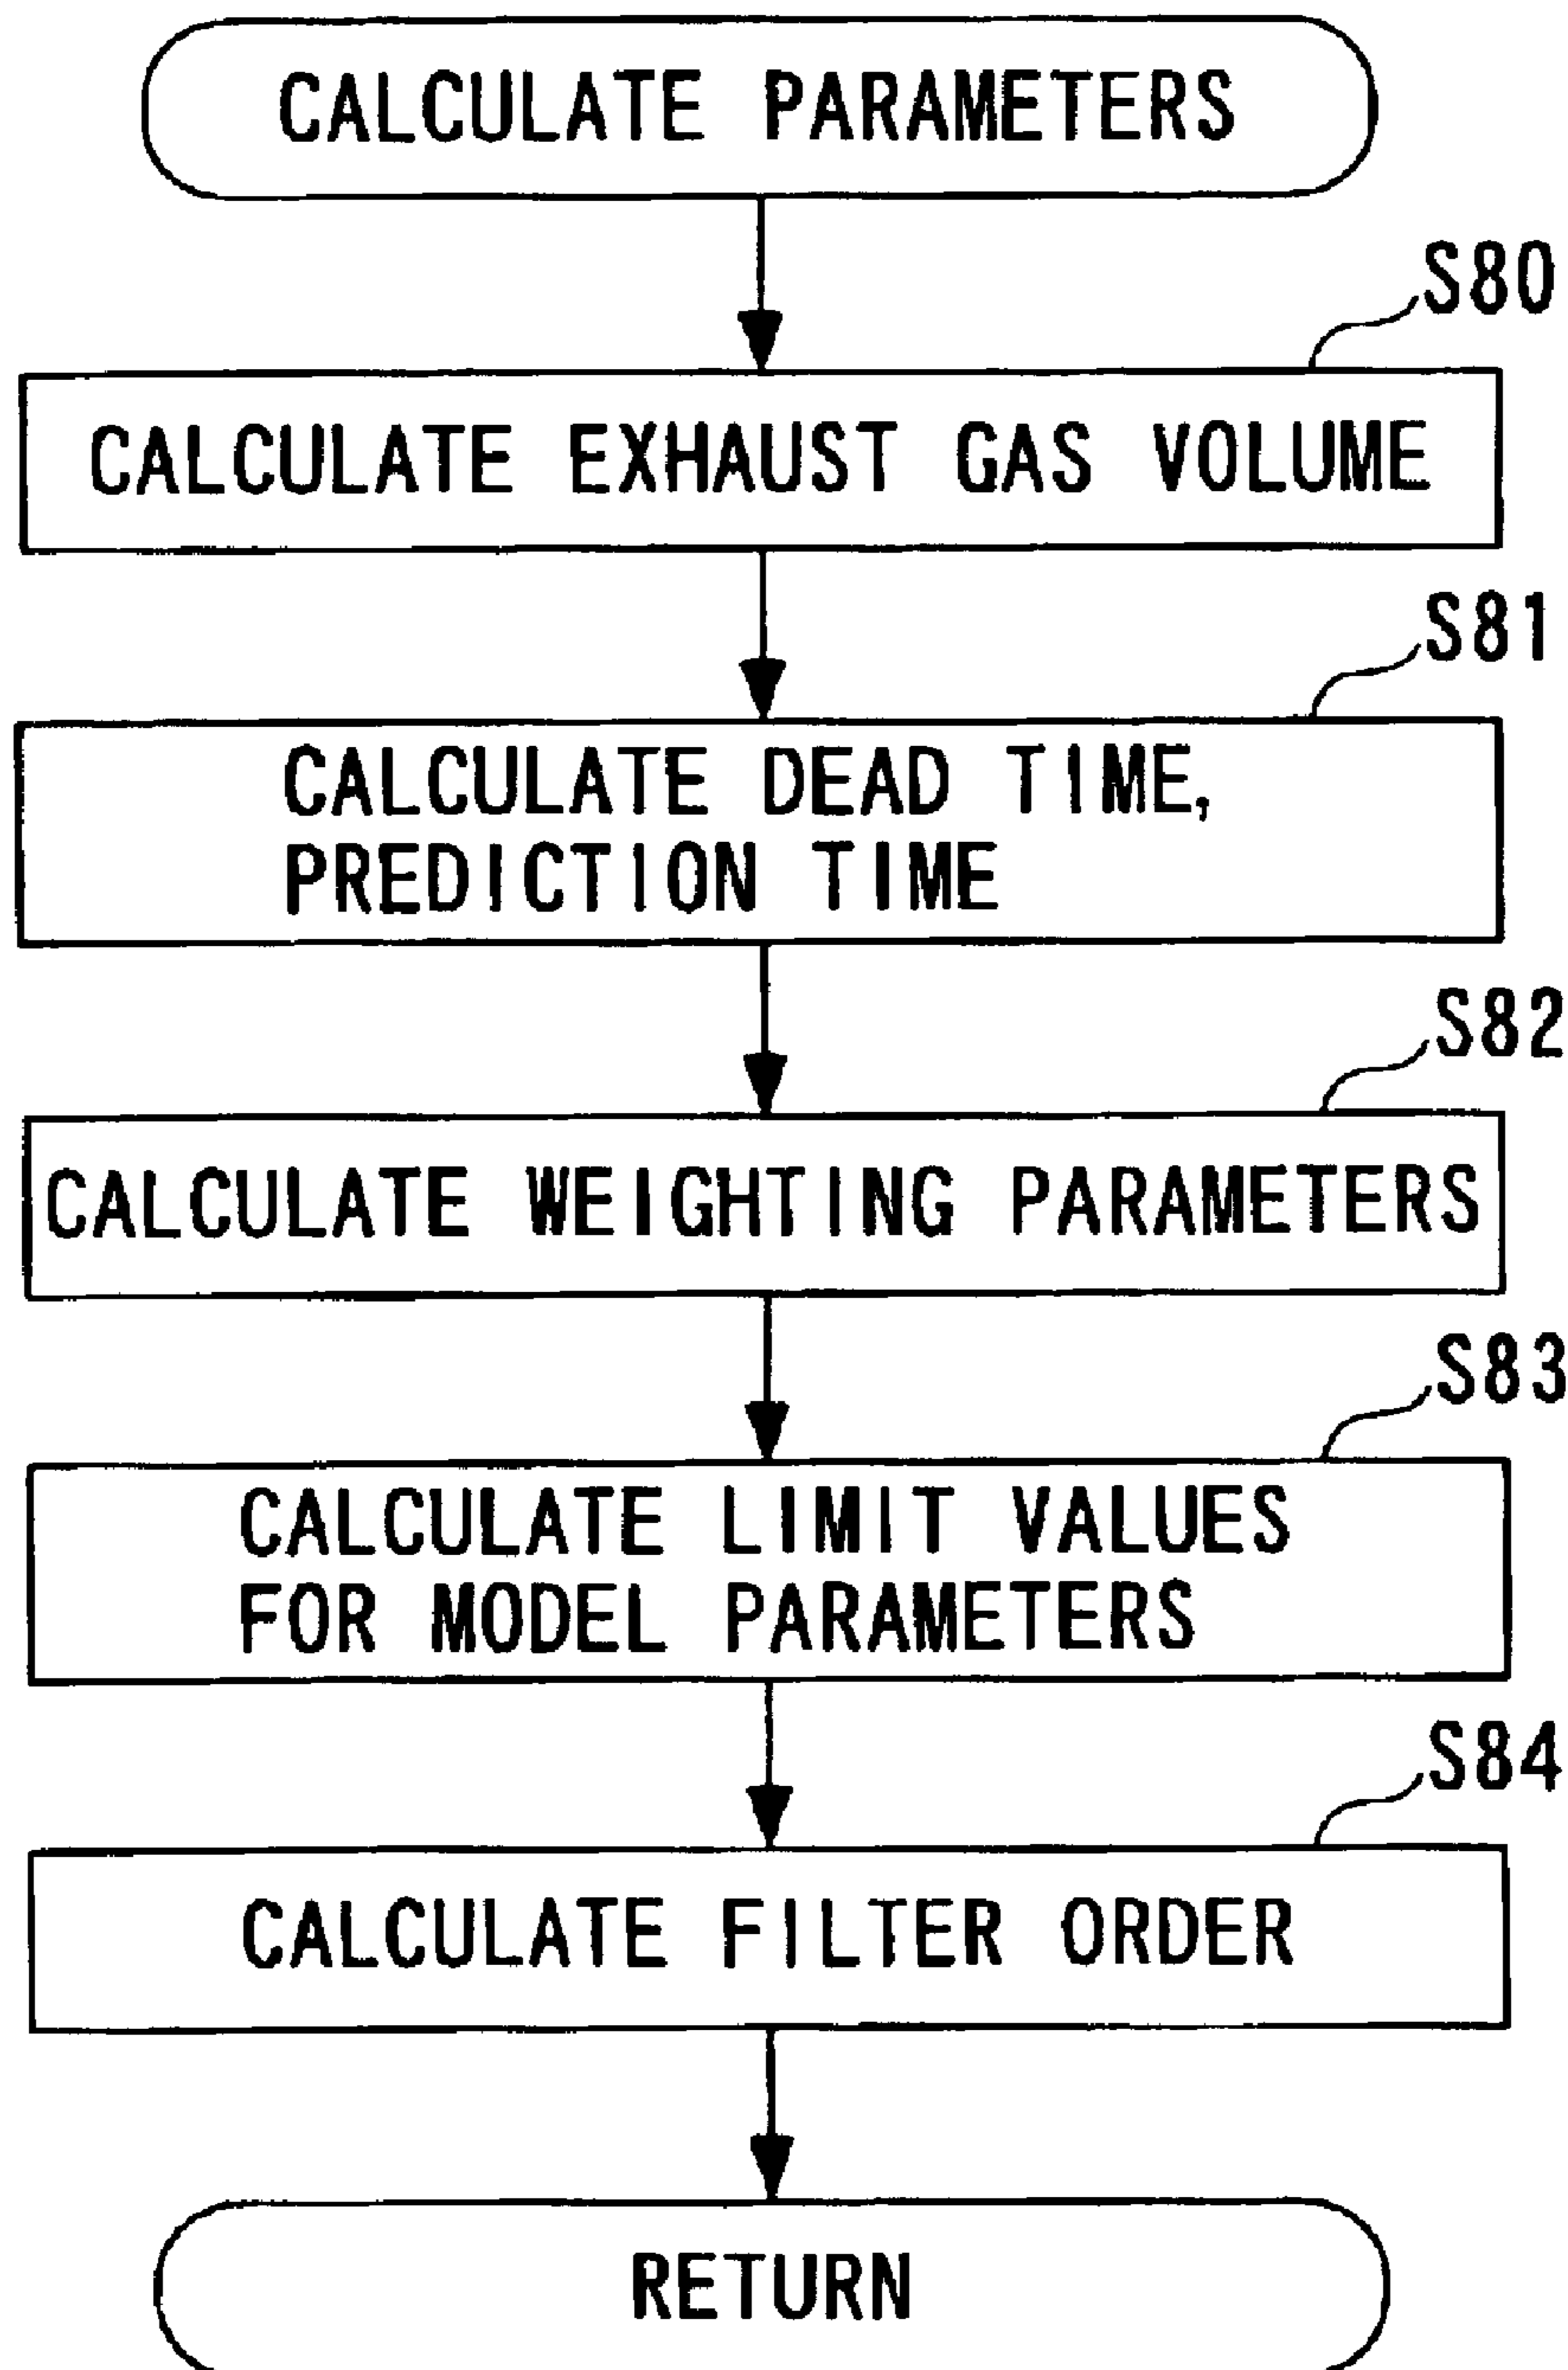 CALCULATE PARAMETERS
S80
CALCULATE EXHAUST GAS VOLUME
S81
CALCULATE DEAD TIME,
PREDICTION TIME
S82
CALCULATE WEIGHTING PARAMETERS
S83
CALCULATE LIMIT VALUES
FOR MODEL PARAMETERS
S84
CALCULATE FILTER ORDER
RETURN